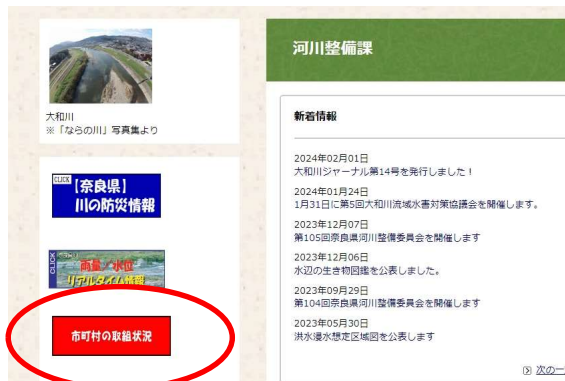 大和川
※「ならの川」写真集より
CLICK
【奈良県】
川の防災情報
CLICK
雨量／水位
リアルタイム情報
市町村の取組状況
河川整備課
新着情報
2024年02月01日
大和川ジャーナル第14号を発行しました！
2024年01月24日
1月31日に第5回大和川流域水害対策協議会を開催します。
2023年12月07日
第105回奈良県河川整備委員会を開催します
2023年12月06日
水辺の生き物図鑑を公表しました。
2023年09月29日
第104回奈良県河川整備委員会を開催します
2023年05月30日
洪水浸水想定区域図を公表します
次の一